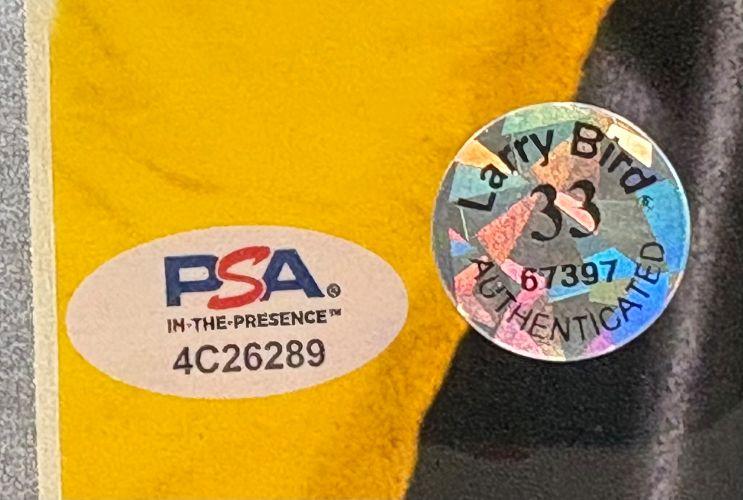 PSA®
IN·THE·PRESENCE™
4C26289
Larry Bird
33
67397
AUTHENTICATED